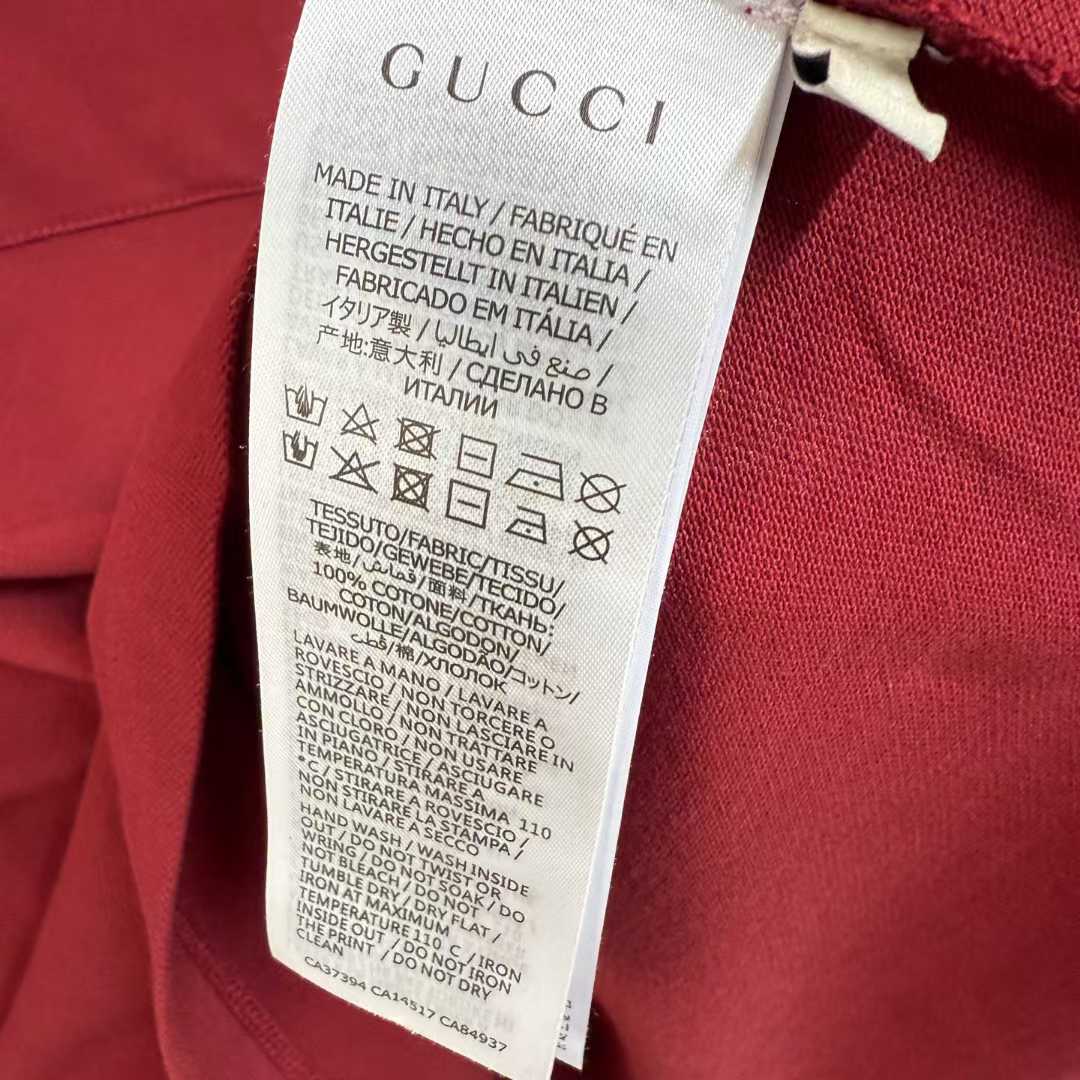 GUCCI
MADE IN ITALY / FABRIQUÉ EN
ITALIE / HECHO EN ITALIA /
HERGESTELLT IN ITALIEN /
FABRICADO EM ITÁLIA /
イタリア製 / صنع في ايطاليا /
产地:意大利 / СДЕЛАНО В
ИТАЛИИ
TESSUTO/FABRIC/TISSU/
TEJIDO/GEWEBE/TECIDO/
表地/قماش/面料/ТКАНЬ:
100% COTONE/COTTON/
COTON/ALGODON/
BAUMWOLLE/ALGODÃO/コットン/
قطن/棉/ХЛОПОК
LAVARE A MANO / LAVARE A
ROVESCIO / NON TORCERE O
STRIZZARE / NON LASCIARE IN
AMMOLLO / NON TRATTARE
CON CLORO / NON USARE
ASCIUGATRICE / ASCIUGARE
IN PIANO / STIRARE A
TEMPERATURA MASSIMA 110
°C / STIRARE A ROVESCIO /
NON STIRARE LA STAMPA /
NON LAVARE A SECCO
HAND WASH / WASH INSIDE
OUT / DO NOT TWIST OR
WRING / DO NOT SOAK / DO
NOT BLEACH / DO NOT
TUMBLE DRY / DRY FLAT /
IRON AT MAXIMUM
TEMPERATURE 110 C / IRON
INSIDE OUT / DO NOT IRON
THE PRINT / DO NOT DRY
CLEAN
CA37394 CA14517 CA84937